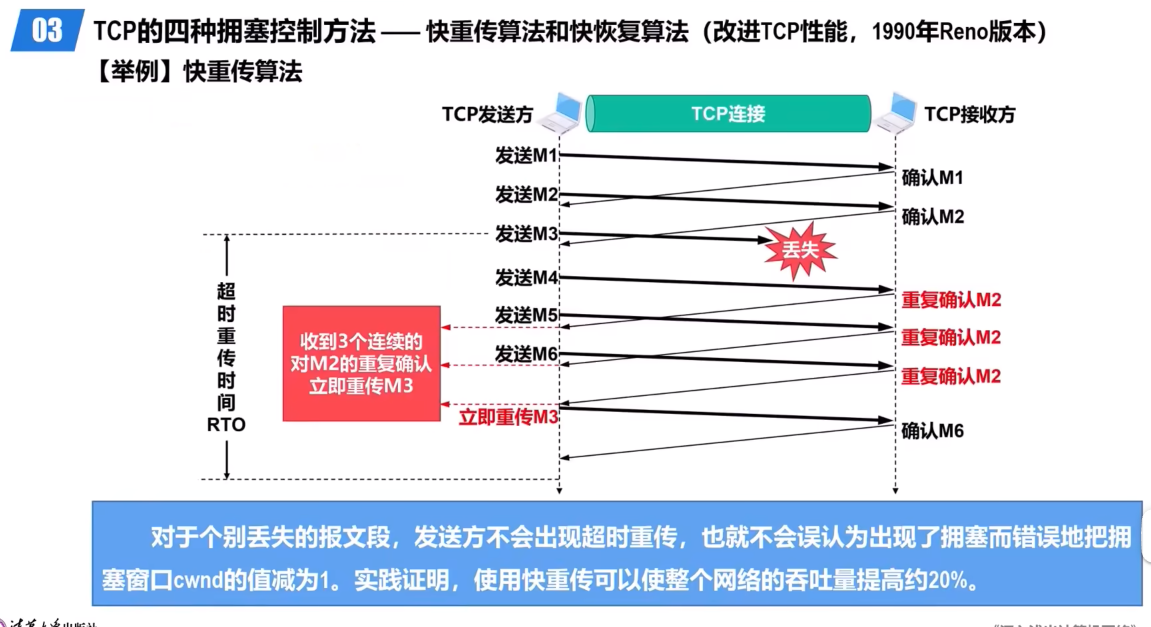 03
TCP的四种拥塞控制方法 —— 快重传算法和快恢复算法（改进TCP性能，1990年Reno版本）
【举例】快重传算法
TCP发送方
TCP连接
TCP接收方
发送M1
确认M1
发送M2
确认M2
发送M3
丢失
发送M4
重复确认M2
发送M5
重复确认M2
发送M6
重复确认M2
超时重传时间
RTO
收到3个连续的
对M2的重复确认
立即重传M3
立即重传M3
确认M6
对于个别丢失的报文段，发送方不会出现超时重传，也就不会误认为出现了拥塞而错误地把拥
塞窗口cwnd的值减为1。实践证明，使用快重传可以使整个网络的吞吐量提高约20%。